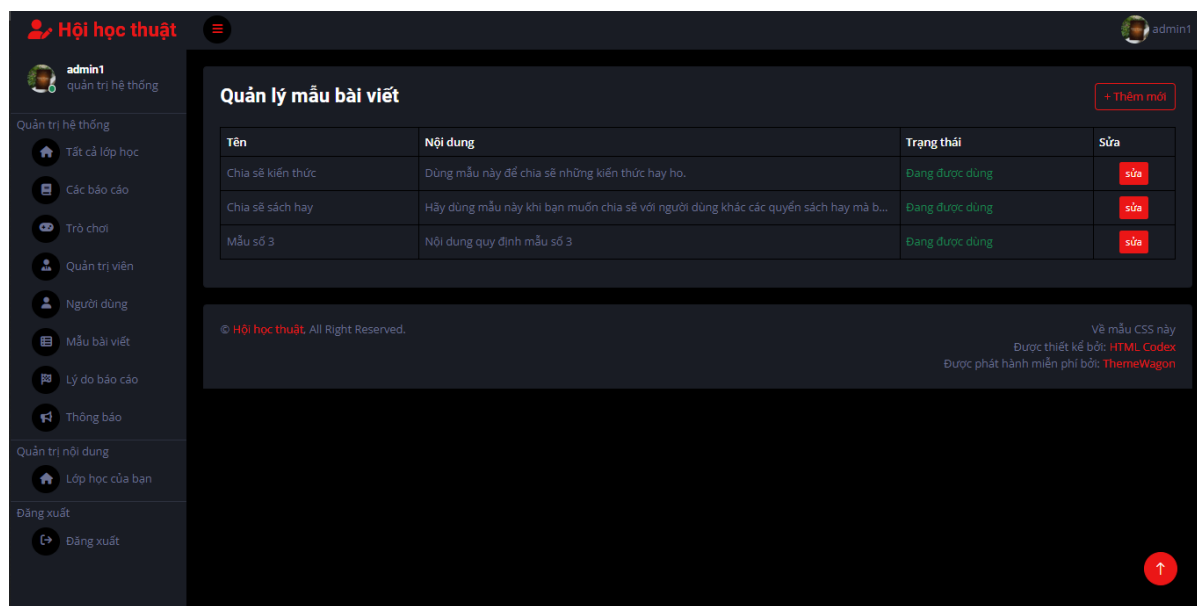 Hội học thuật
admin1
admin1
quản trị hệ thống
Quản trị hệ thống
Tất cả lớp học
Các báo cáo
Trò chơi
Quản trị viên
Người dùng
Mẫu bài viết
Lý do báo cáo
Thông báo
Quản trị nội dung
Lớp học của bạn
Đăng xuất
Đăng xuất
Quản lý mẫu bài viết
+ Thêm mới
Tên Nội dung Trạng thái Sửa
Chia sẽ kiến thức Dùng mẫu này để chia sẽ những kiến thức hay ho. Đang được dùng sửa
Chia sẽ sách hay Hãy dùng mẫu này khi bạn muốn chia sẽ với người dùng khác các quyển sách hay mà b... Đang được dùng sửa
Mẫu số 3 Nội dung quy định mẫu số 3 Đang được dùng sửa
© Hội học thuật, All Right Reserved.
Về mẫu CSS này
Được thiết kế bởi: HTML Codex
Được phát hành miễn phí bởi: ThemeWagon